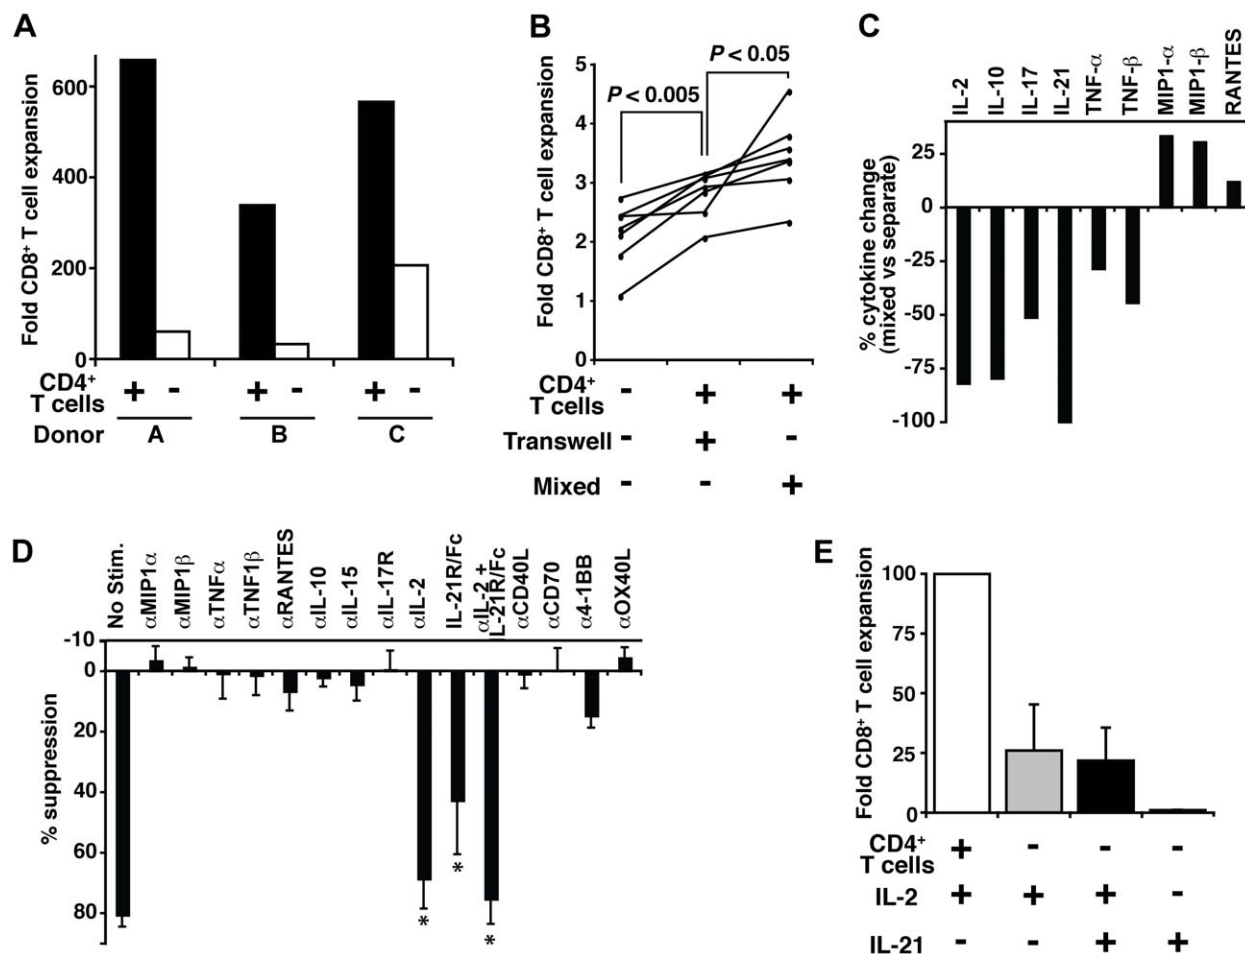 A
Fold CD8⁺ T cell expansion
600
400
200
0
CD4⁺
T cells
+ - + - + -
Donor A B C
B
Fold CD8⁺ T cell expansion
5
4
3
2
1
0
P < 0.005
P < 0.05
CD4⁺
T cells
- + +
Transwell - + -
Mixed - - +
C
IL-2
IL-10
IL-17
IL-21
TNF-α
TNF-β
MIP1-α
MIP1-β
RANTES
% cytokine change
(mixed vs separate)
25
0
-25
-50
-75
-100
D
No Stim.
αMIP1α
αMIP1β
αTNFα
αTNF1β
αRANTES
αIL-10
αIL-15
αIL-17R
αIL-2
IL-21R/Fc
αIL-2 +
IL-21R/Fc
αCD40L
αCD70
α4-1BB
αOX40L
% suppression
-10
0
20
40
60
80
* * *
E
Fold CD8⁺ T cell expansion
100
75
50
25
0
CD4⁺
T cells
+ - - -
IL-2 + + + -
IL-21 - - + +